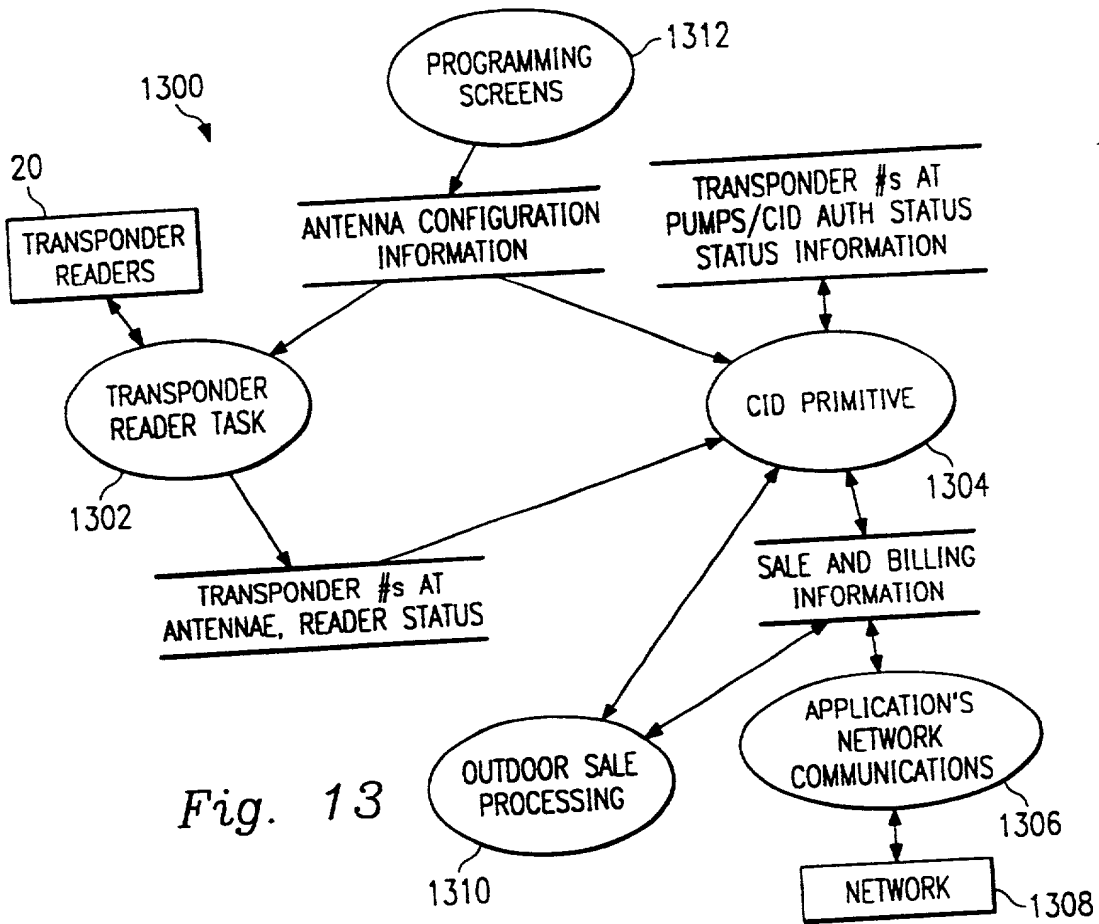 1312
PROGRAMMING
SCREENS
1300
20
TRANSPONDER
READERS
ANTENNA CONFIGURATION
INFORMATION
TRANSPONDER #s AT
PUMPS/CID AUTH STATUS
STATUS INFORMATION
TRANSPONDER
READER TASK
1302
CID PRIMITIVE
1304
TRANSPONDER #s AT
ANTENNAE, READER STATUS
SALE AND BILLING
INFORMATION
OUTDOOR SALE
PROCESSING
1310
APPLICATION'S
NETWORK
COMMUNICATIONS
1306
NETWORK
1308
Fig. 13